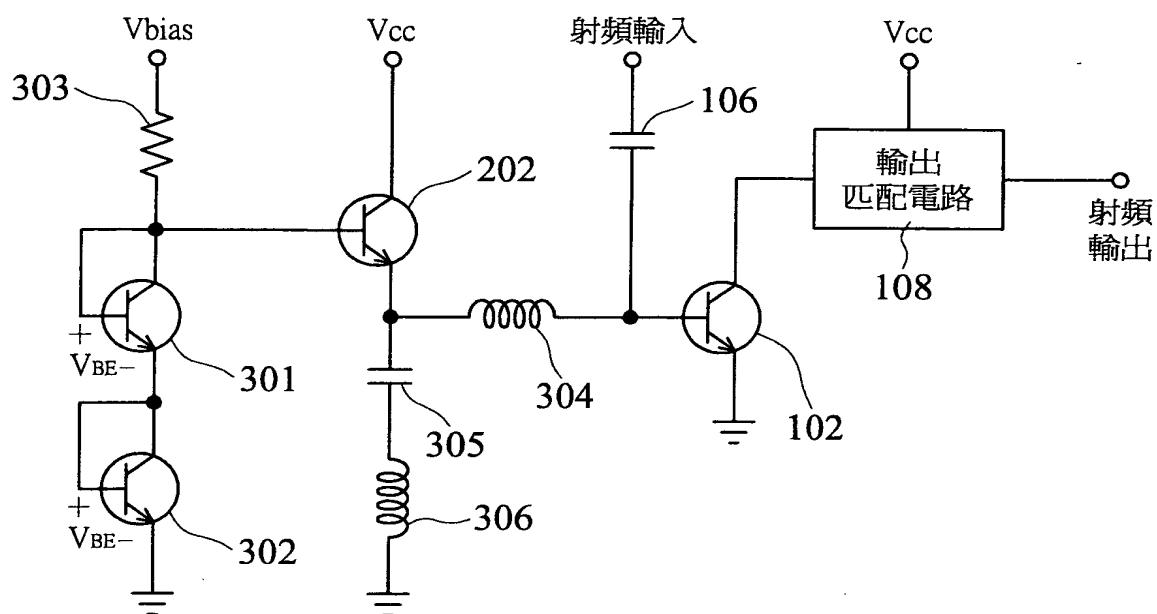 Vbias
Vcc
射頻輸入
Vcc
303
106
202
輸出
匹配電路
射頻
輸出
108
+
VBE−
301
304
305
102
+
VBE−
302
306